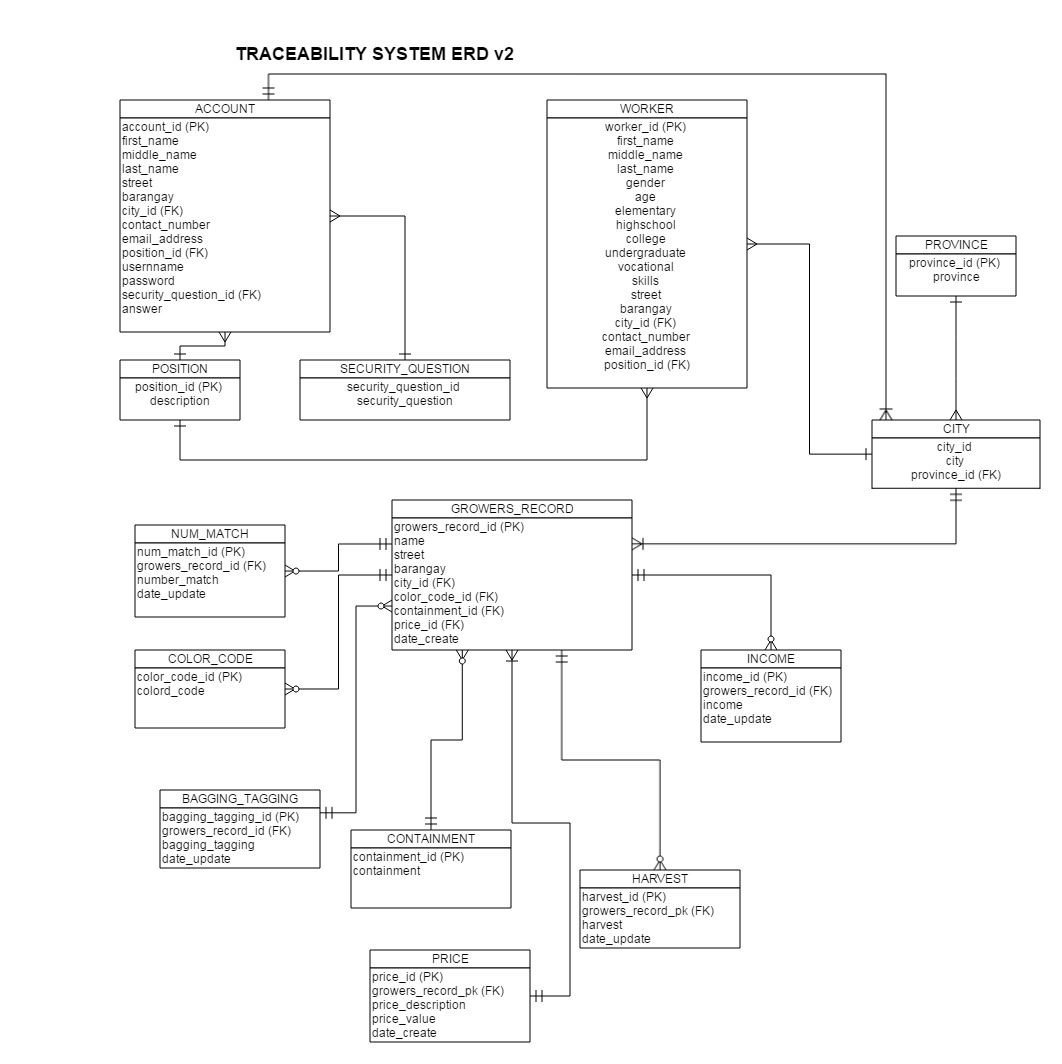 TRACEABILITY SYSTEM ERD v2
ACCOUNT
account_id (PK)
first_name
middle_name
last_name
street
barangay
city_id (FK)
contact_number
email_address
position_id (FK)
usernname
password
security_question_id (FK)
answer
WORKER
worker_id (PK)
first_name
middle_name
last_name
gender
age
elementary
highschool
college
undergraduate
vocational
skills
street
barangay
city_id (FK)
contact_number
email_address
position_id (FK)
PROVINCE
province_id (PK)
province
POSITION
position_id (PK)
description
SECURITY_QUESTION
security_question_id
security_question
CITY
city_id
city
province_id (FK)
GROWERS_RECORD
growers_record_id (PK)
name
street
barangay
city_id (FK)
color_code_id (FK)
containment_id (FK)
price_id (FK)
date_create
NUM_MATCH
num_match_id (PK)
growers_record_id (FK)
number_match
date_update
COLOR_CODE
color_code_id (PK)
colord_code
INCOME
income_id (PK)
growers_record_id (FK)
income
date_update
BAGGING_TAGGING
bagging_tagging_id (PK)
growers_record_id (FK)
bagging_tagging
date_update
CONTAINMENT
containment_id (PK)
containment
HARVEST
harvest_id (PK)
growers_record_pk (FK)
harvest
date_update
PRICE
price_id (PK)
growers_record_pk (FK)
price_description
price_value
date_create